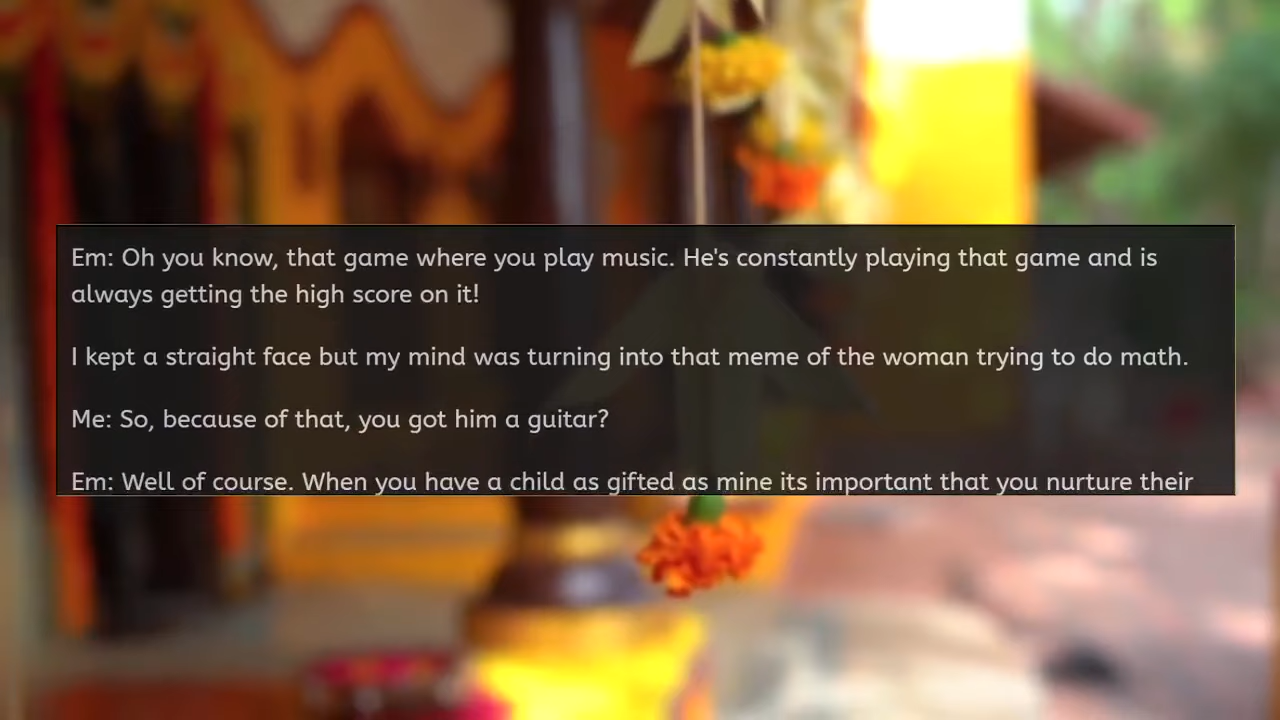 Em: Oh you know, that game where you play music. He's constantly playing that game and is
always getting the high score on it!
I kept a straight face but my mind was turning into that meme of the woman trying to do math.
Me: So, because of that, you got him a guitar?
Em: Well of course. When you have a child as gifted as mine its important that you nurture their